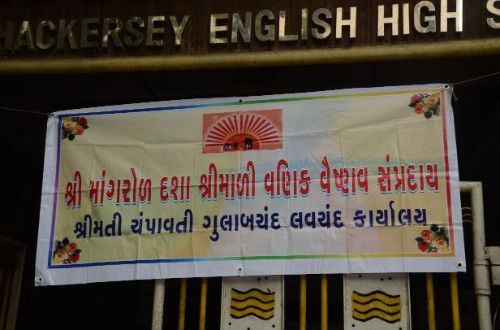 HACKERSEY ENGLISH HIGH S
શ્રી માંગરોળ દશા શ્રીમાળી વણિક વૈષ્ણવ સંપ્રદાય
શ્રીમતી ચંપાવતી ગુલાબચંદ લવચંદ કાર્યાલય